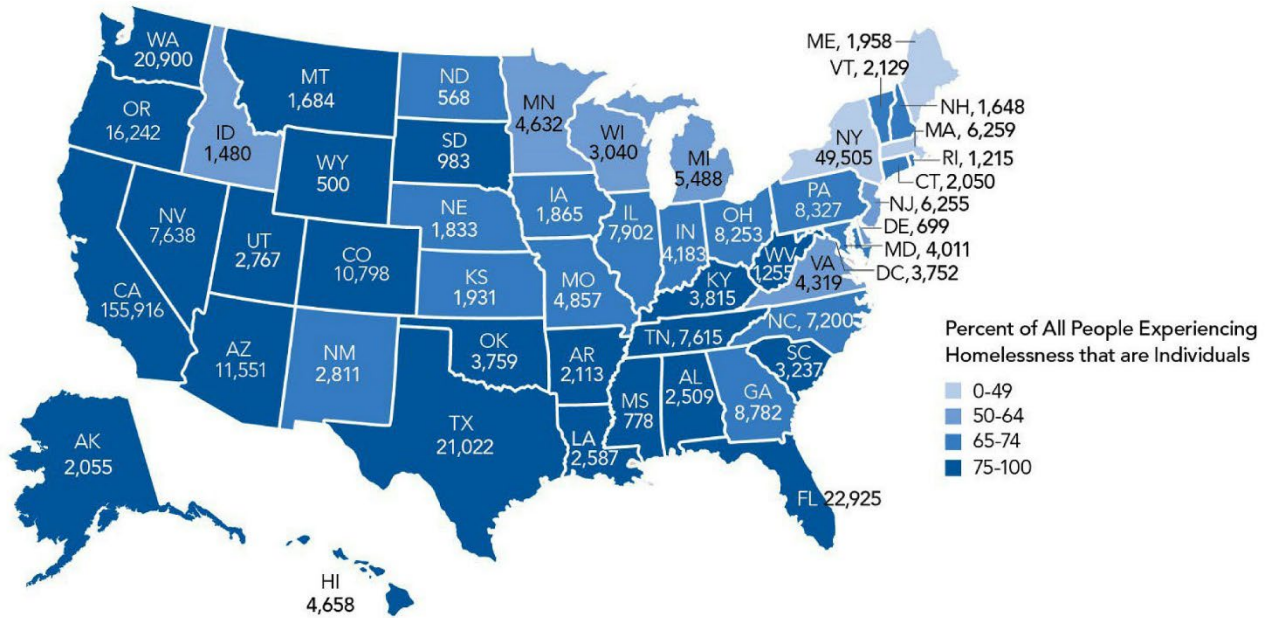 WA
20,900
MT
1,684
ND
568
MN
4,632
OR
16,242
ID
1,480
WY
500
SD
983
WI
3,040
MI
5,488
NY
49,505
ME, 1,958
VT, 2,129
NH, 1,648
MA, 6,259
RI, 1,215
CT, 2,050
NJ, 6,255
DE, 699
MD, 4,011
DC, 3,752
NV
7,638
UT
2,767
CO
10,798
NE
1,833
IA
1,865
IL
7,902
IN
4,183
OH
8,253
PA
8,327
WV
1,255
VA
4,319
CA
155,916
KS
1,931
MO
4,857
KY
3,815
TN, 7,615
NC, 7,200
AZ
11,551
NM
2,811
OK
3,759
AR
2,113
MS
778
AL
2,509
GA
8,782
SC
3,237
TX
21,022
LA
2,587
FL 22,925
AK
2,055
HI
4,658
Percent of All People Experiencing
Homelessness that are Individuals
0-49
50-64
65-74
75-100